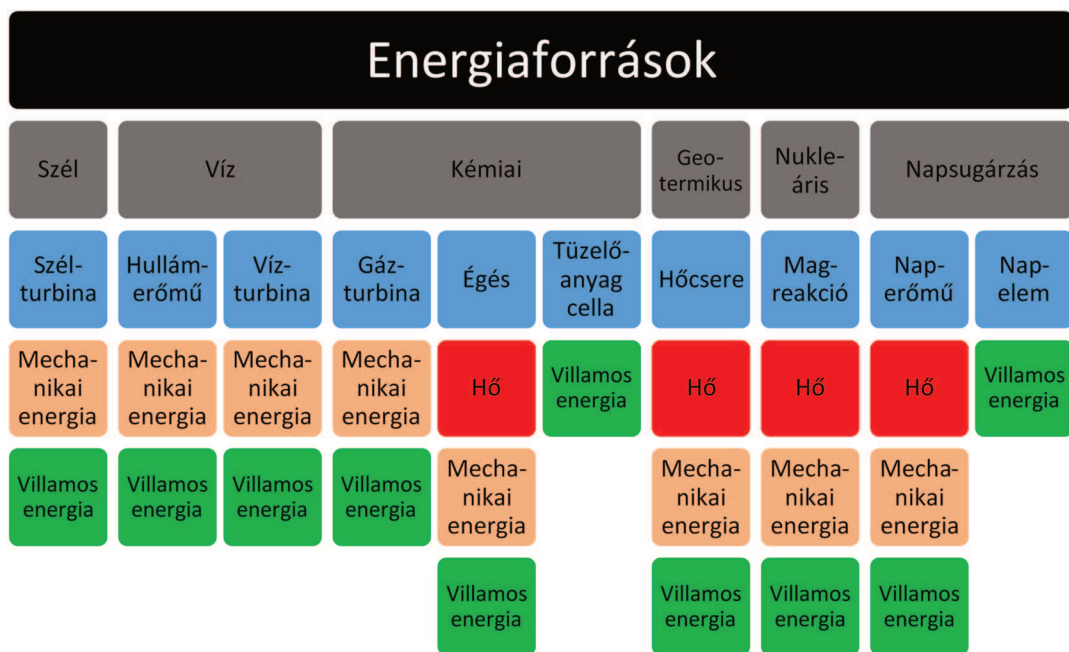 Energiaforrások
Szél
Víz
Kémiai
Geo-
termikus
Nukle-
áris
Napsugárzás
Szél-
turbina
Hullám-
erőmű
Víz-
turbina
Gáz-
turbina
Égés
Tüzelő-
anyag
cella
Hőcsere
Mag-
reakció
Nap-
erőmű
Nap-
elem
Mecha-
nikai
energia
Mecha-
nikai
energia
Mecha-
nikai
energia
Mecha-
nikai
energia
Hő
Villamos
energia
Hő
Hő
Hő
Villamos
energia
Villamos
energia
Villamos
energia
Villamos
energia
Villamos
energia
Mecha-
nikai
energia
Mecha-
nikai
energia
Mecha-
nikai
energia
Mecha-
nikai
energia
Villamos
energia
Villamos
energia
Villamos
energia
Villamos
energia